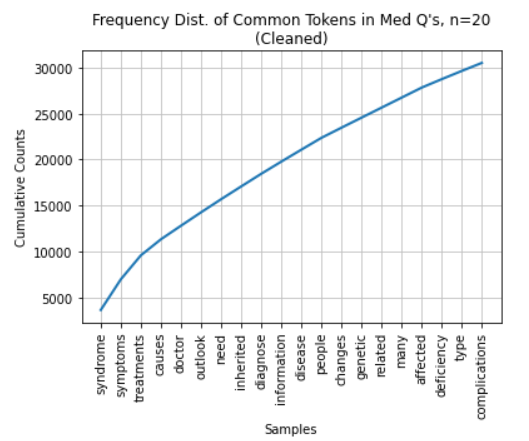 Frequency Dist. of Common Tokens in Med Q's, n=20
(Cleaned)
30000
25000
20000
15000
10000
5000
Cumulative Counts
syndrome
symptoms
treatments
causes
doctor
outlook
need
inherited
diagnose
information
disease
people
changes
genetic
related
many
affected
deficiency
type
complications
Samples